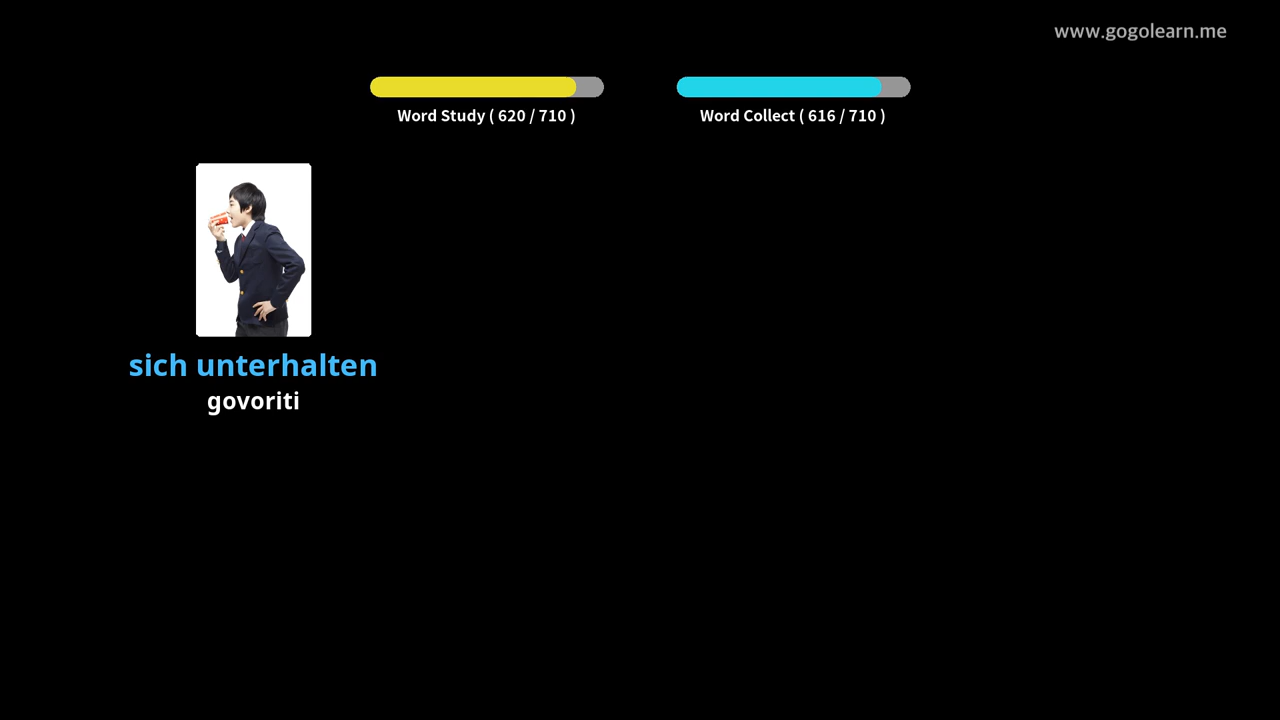 www.gogolearn.me
Word Study ( 620 / 710 )
Word Collect ( 616 / 710 )
sich unterhalten
govoriti